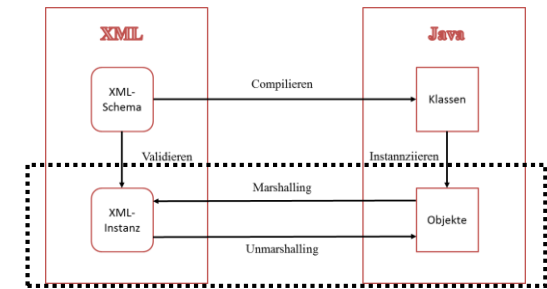 XML
Java
XML-
Schema
Compilieren
Klassen
Validieren
Instannziieren
XML-
Instanz
Marshalling
Objekte
Unmarshalling